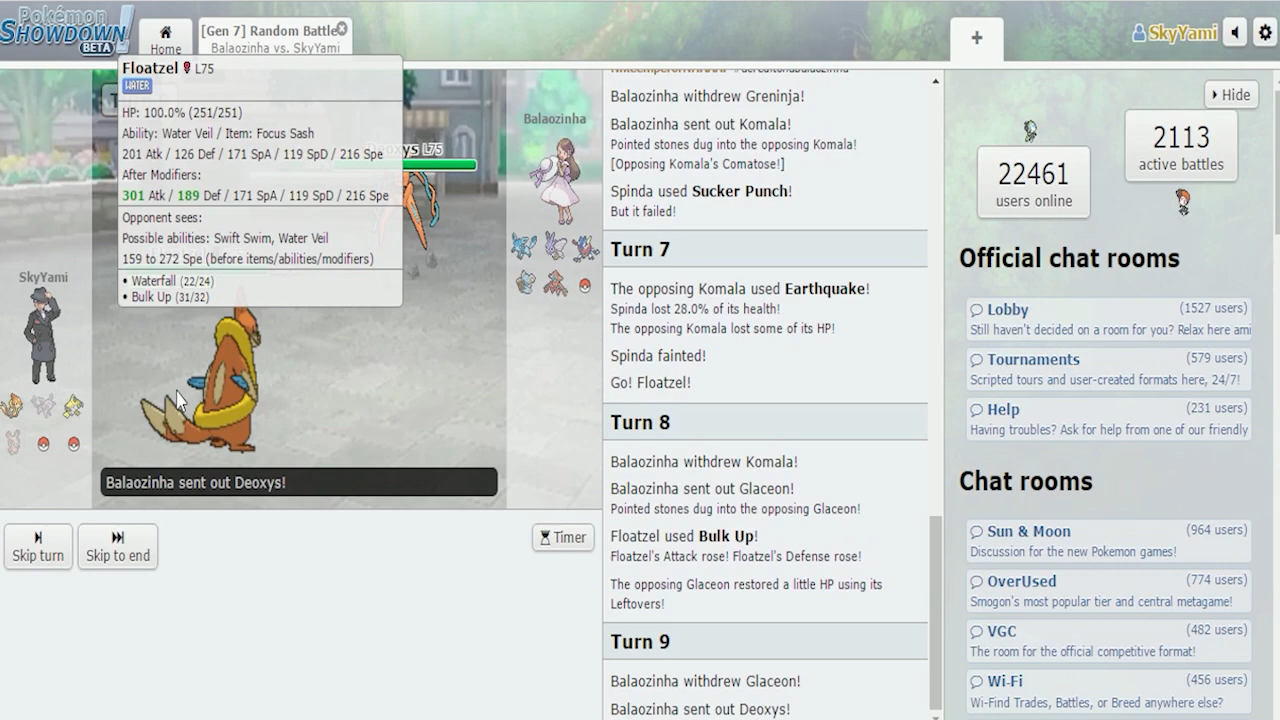 Pokémon
SHOWDOWN
BETA
Home
[Gen 7] Random Battle
Balaozinha vs. SkyYami
+
SkyYami
Floatzel L75
WATER
HP: 100.0% (251/251)
Ability: Water Veil / Item: Focus Sash
201 Atk / 126 Def / 171 SpA / 119 SpD / 216 Spe
After Modifiers:
301 Atk / 189 Def / 171 SpA / 119 SpD / 216 Spe
Opponent sees:
Possible abilities: Swift Swim, Water Veil
159 to 272 Spe (before items/abilities/modifiers)
• Waterfall (22/24)
• Bulk Up (31/32)
L75
Balaozinha
SkyYami
Balaozinha sent out Deoxys!
Skip turn
Skip to end
Timer
Balaozinha withdrew Greninja!
Balaozinha sent out Komala!
Pointed stones dug into the opposing Komala!
[Opposing Komala's Comatose!]
Spinda used Sucker Punch!
But it failed!
Turn 7
The opposing Komala used Earthquake!
Spinda lost 28.0% of its health!
The opposing Komala lost some of its HP!
Spinda fainted!
Go! Floatzel!
Turn 8
Balaozinha withdrew Komala!
Balaozinha sent out Glaceon!
Pointed stones dug into the opposing Glaceon!
Floatzel used Bulk Up!
Floatzel's Attack rose! Floatzel's Defense rose!
The opposing Glaceon restored a little HP using its
Leftovers!
Turn 9
Balaozinha withdrew Glaceon!
Balaozinha sent out Deoxys!
Hide
22461
users online
2113
active battles
Official chat rooms
Lobby (1527 users)
Still haven't decided on a room for you? Relax here ami
Tournaments (579 users)
Scripted tours and user-created formats here, 24/7!
Help (231 users)
Having troubles? Ask for help from one of our friendly
Chat rooms
Sun & Moon (964 users)
Discussion for the new Pokemon games!
OverUsed (774 users)
Smogon's most popular tier and central metagame!
VGC (482 users)
The room for the official competitive format!
Wi-Fi (456 users)
Wi-Find Trades, Battles, or Breed anywhere else?